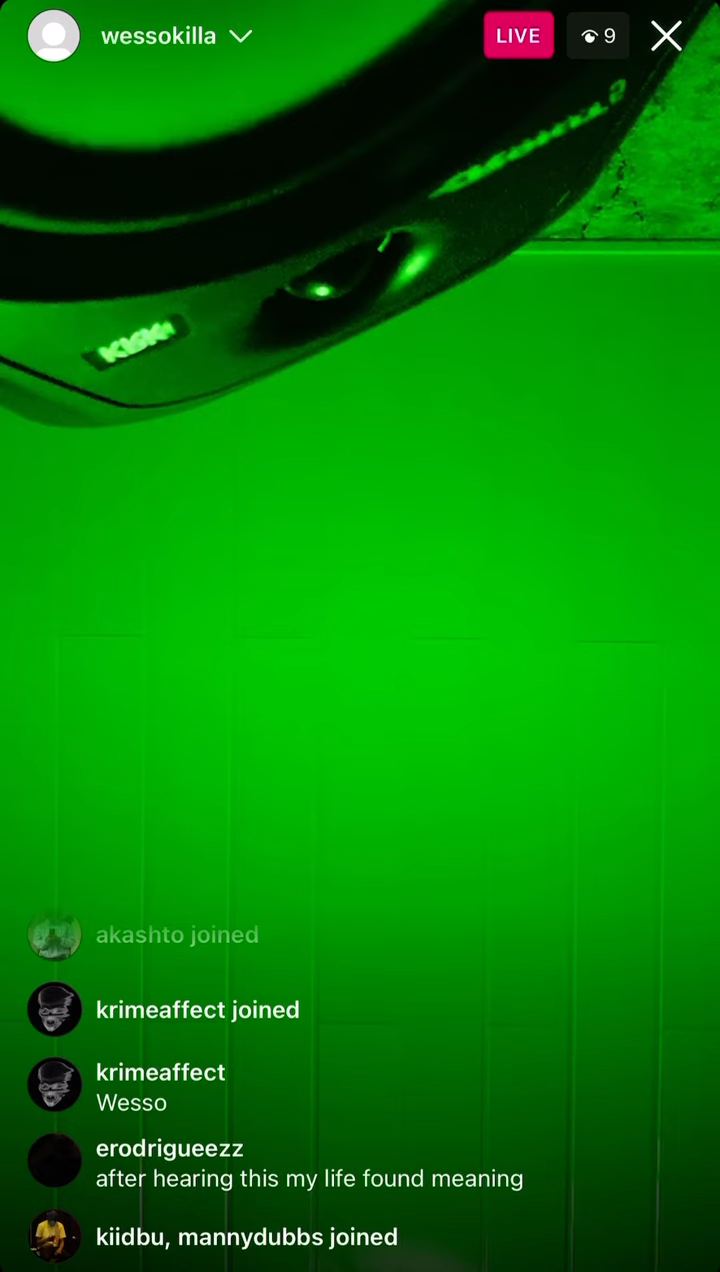 wessokilla
LIVE
9
akashto joined
krimeaffect joined
krimeaffect
Wesso
erodrigueezz
after hearing this my life found meaning
kiidbu, mannydubbs joined